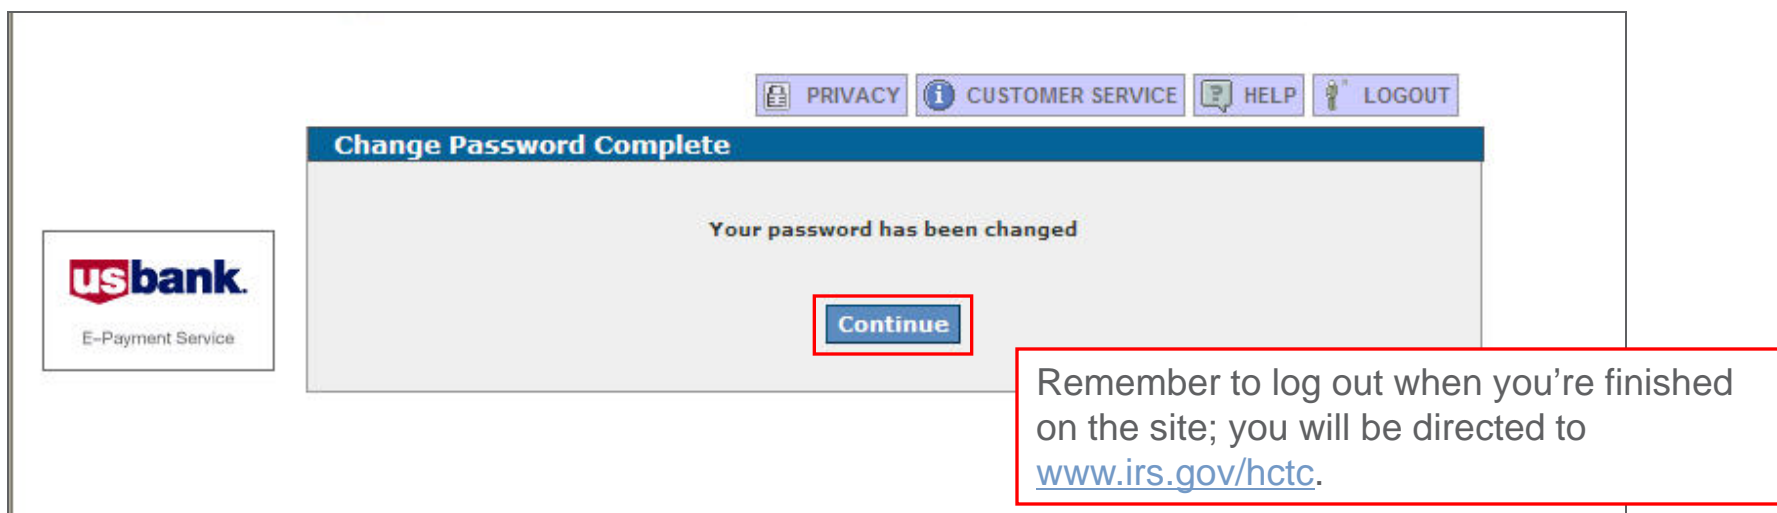 PRIVACY CUSTOMER SERVICE HELP LOGOUT
Change Password Complete
Your password has been changed
usbank.
E-Payment Service
Continue
Remember to log out when you’re finished
on the site; you will be directed to
www.irs.gov/hctc.